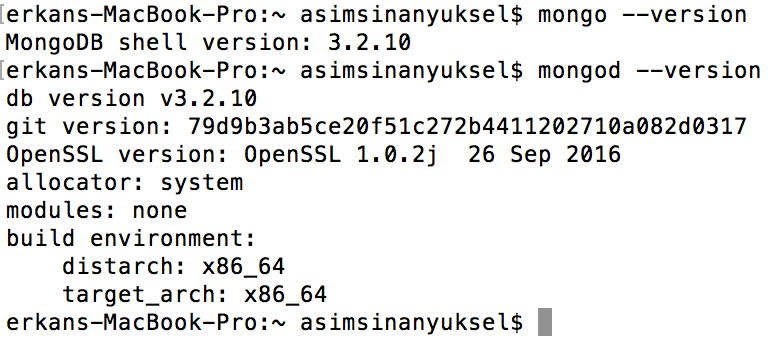 [erkans-MacBook-Pro:~ asimsinanyuksel$ mongo --version
MongoDB shell version: 3.2.10
[erkans-MacBook-Pro:~ asimsinanyuksel$ mongod --version
db version v3.2.10
git version: 79d9b3ab5ce20f51c272b4411202710a082d0317
OpenSSL version: OpenSSL 1.0.2j  26 Sep 2016
allocator: system
modules: none
build environment:
    distarch: x86_64
    target_arch: x86_64
erkans-MacBook-Pro:~ asimsinanyuksel$